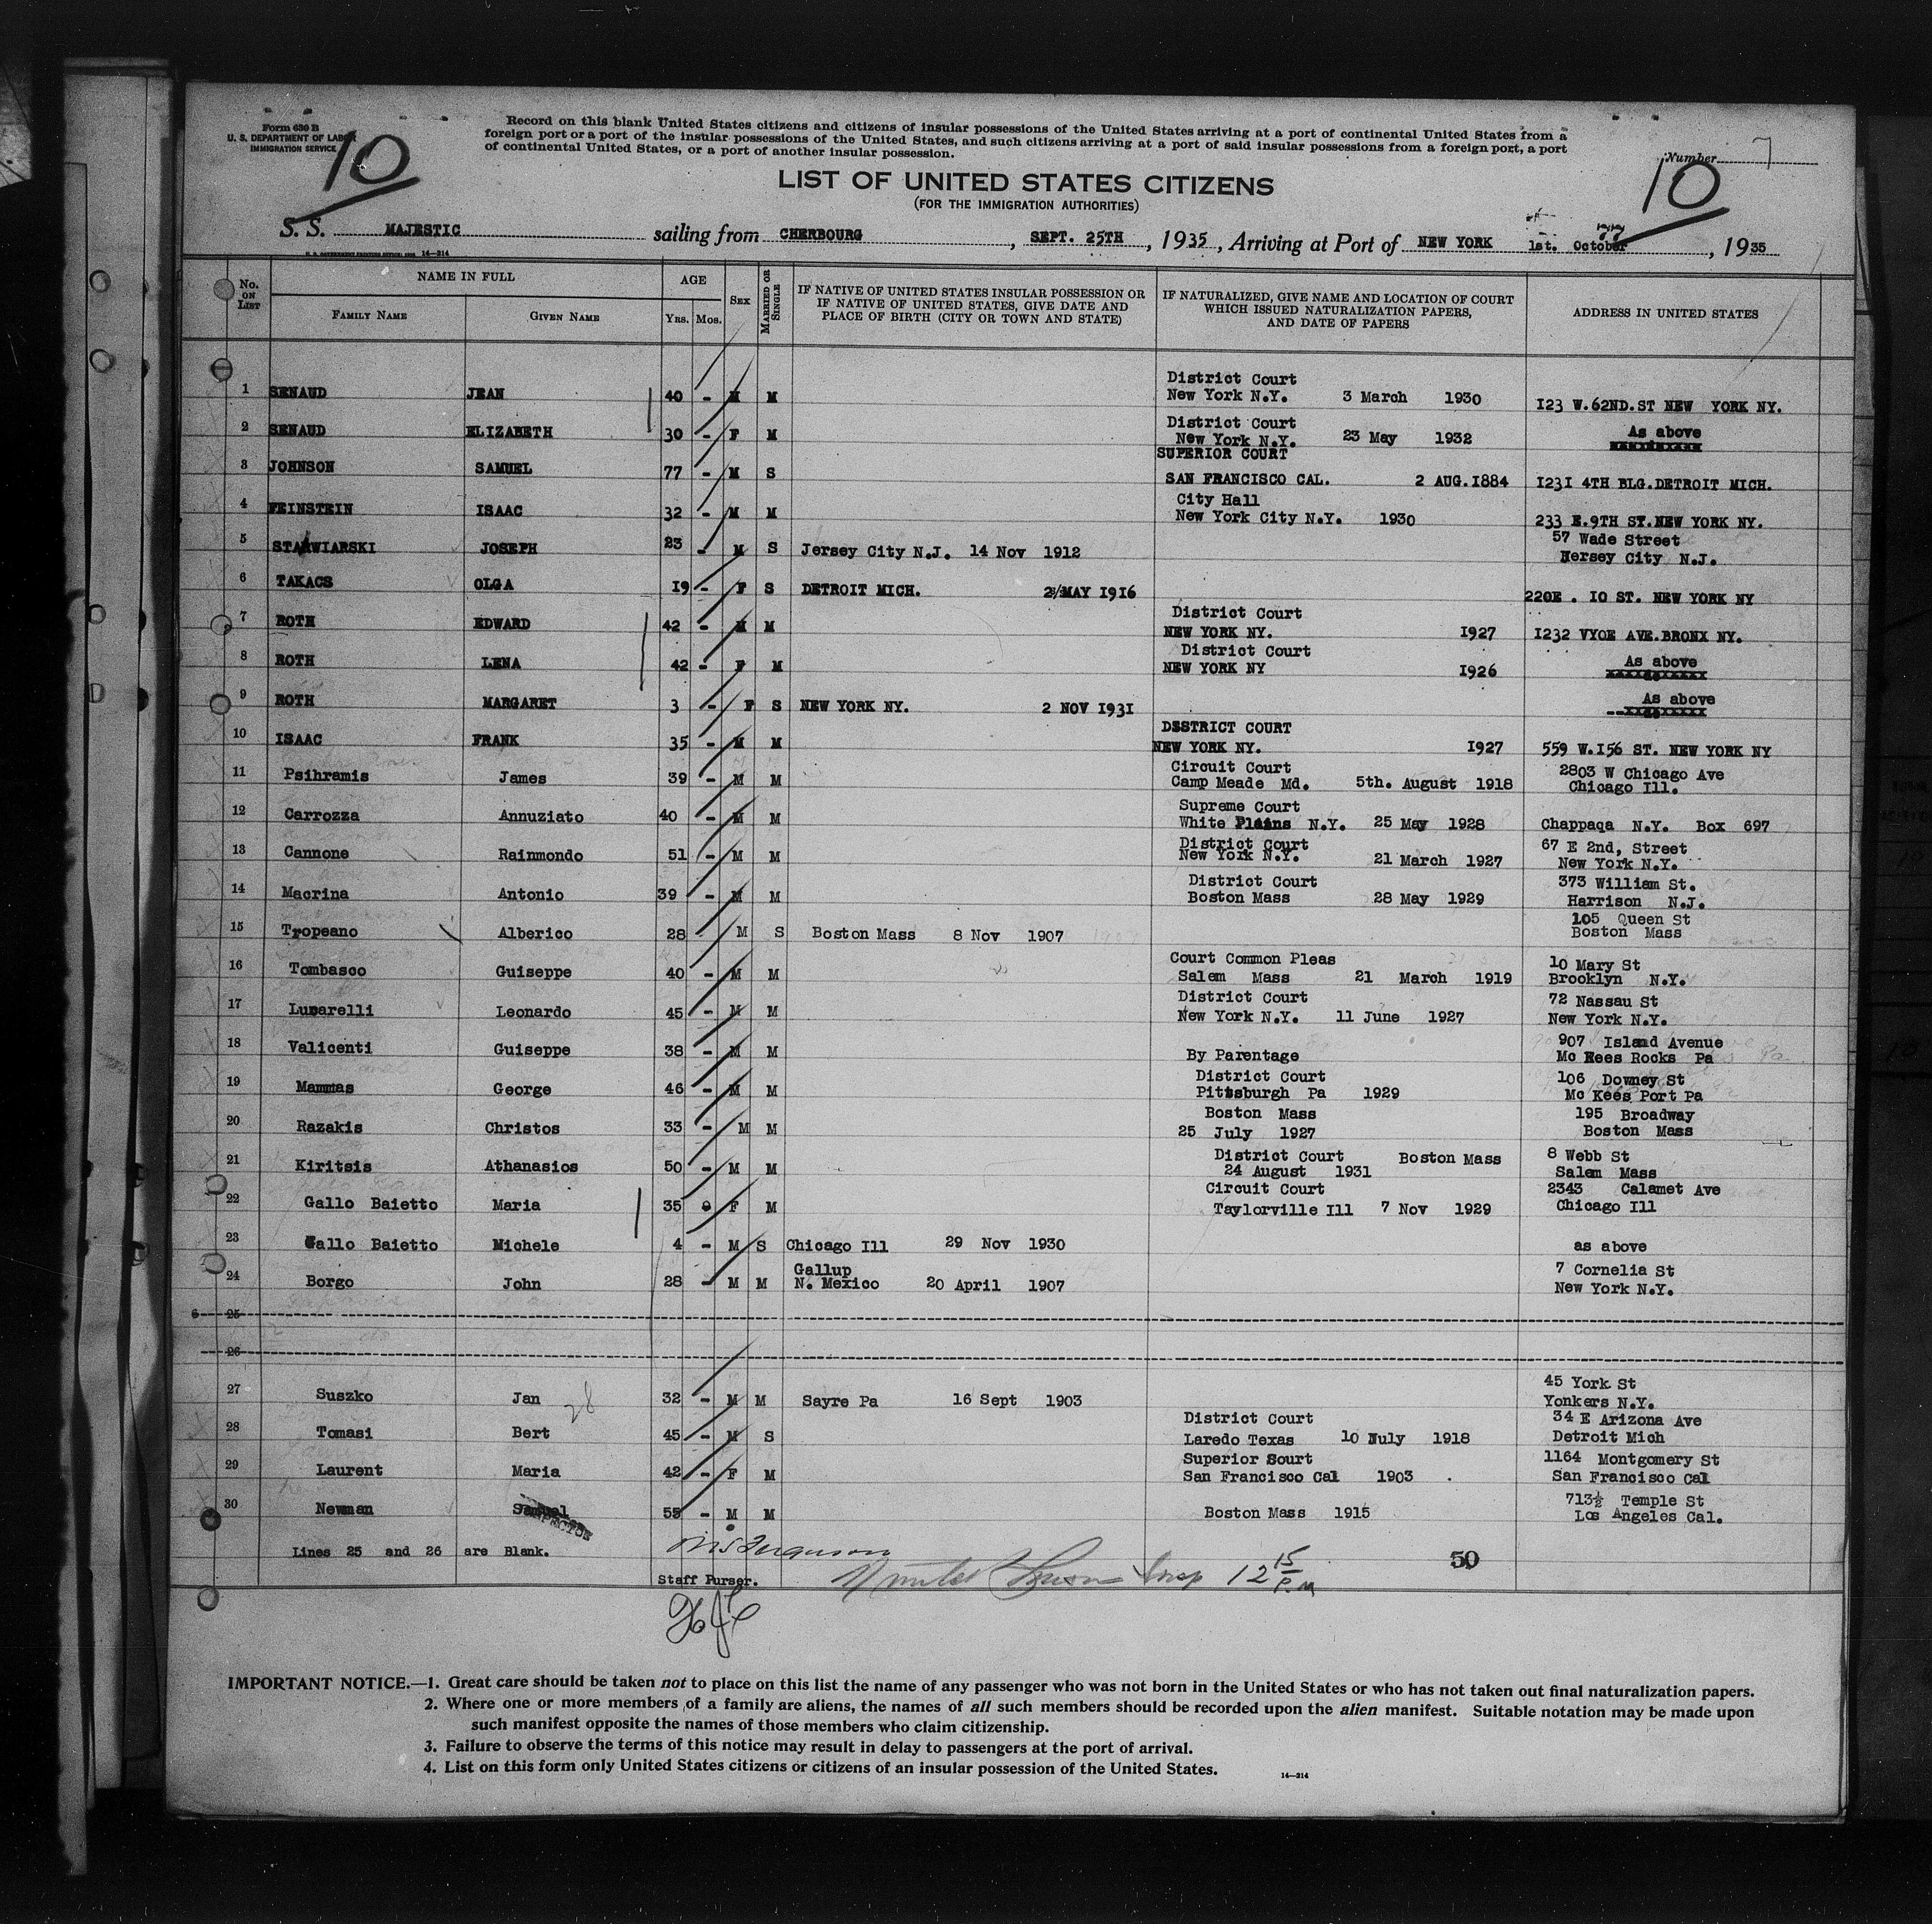 Form 630 B
U. S. DEPARTMENT OF LABOR
IMMIGRATION SERVICE
10
Record on this blank United States citizens and citizens of insular possessions of the United States arriving at a port of continental United States from a
foreign port or a port of the insular possessions of the United States, and such citizens arriving at a port of said insular possessions from a foreign port, a port
of continental United States, or a port of another insular possession.
Number 7
10
LIST OF UNITED STATES CITIZENS
(FOR THE IMMIGRATION AUTHORITIES)
S. S. MAJESTIC sailing from CHERBOURG, SEPT. 25TH, 1935, Arriving at Port of NEW YORK 1st. October, 1935
14—214
No. ON LIST NAME IN FULL AGE SEX MARRIED OR SINGLE IF NATIVE OF UNITED STATES INSULAR POSSESSION OR IF NATIVE OF UNITED STATES, GIVE DATE AND PLACE OF BIRTH (CITY OR TOWN AND STATE) IF NATURALIZED, GIVE NAME AND LOCATION OF COURT WHICH ISSUED NATURALIZATION PAPERS, AND DATE OF PAPERS ADDRESS IN UNITED STATES
FAMILY NAME GIVEN NAME YRS. MOS.
District Court
1 SENAUD JEAN 40 - M M New York N.Y. 3 March 1930 123 W.62ND.ST NEW YORK NY.
District Court
2 SENAUD ELIZABETH 30 - F M New York N.Y. 23 May 1932 As above
SUPERIOR COURT
3 JOHNSON SAMUEL 77 - M S SAN FRANCISCO CAL. 2 AUG.1884 1231 4TH BLG.DETROIT MICH.
City Hall
4 FEINSTEIN ISAAC 32 - M M New York City N.Y. 1930 233 E.9TH ST.NEW YORK NY.
57 Wade Street
5 STAWIARSKI JOSEPH 23 - M S Jersey City N.J. 14 Nov 1912 Jersey City N.J.
6 TAKACS OLGA 19 - F S DETROIT MICH. MAY 1916 220E . 10 ST. NEW YORK NY
District Court
7 ROTH EDWARD 42 - M M NEW YORK NY. 1927 1232 VYOE AVE.BRONX NY.
District Court
8 ROTH LENA 42 - F M NEW YORK NY 1926 As above
9 ROTH MARGARET 3 - F S NEW YORK NY. 2 NOV 1931 As above
DSSTRICT COURT
10 ISAAC FRANK 35 - M M NEW YORK NY. 1927 559 W.156 ST. NEW YORK NY
Circuit Court 2803 W Chicago Ave
11 Psihramis James 39 - M M Camp Meade Md. 5th. August 1918 Chicago Ill.
Supreme Court
12 Carrozza Annuziato 40 - M M White Plains N.Y. 25 May 1928 Chappaqa N.Y. Box 697
District Court 67 E 2nd, Street
13 Cannone Rainmondo 51 - M M New York N.Y. 21 March 1927 New York N.Y.
District Court 373 William St.
14 Macrina Antonio 39 - M M Boston Mass 28 May 1929 Harrison N.J.
105 Queen St
15 Tropeano Alberico 28 - M S Boston Mass 8 Nov 1907 Boston Mass
Court Common Pleas 10 Mary St
16 Tombasco Guiseppe 40 - M M Salem Mass 21 March 1919 Brooklyn N.Y.
District Court 72 Nassau St
17 Lunarelli Leonardo 45 - M M New York N.Y. 11 June 1927 New York N.Y.
907 Island Avenue
18 Valicenti Guiseppe 38 - M M By Parentage Mc Kees Rocks Pa
District Court 106 Downey St
19 Mammas George 46 - M M Pittsburgh Pa 1929 Mc Kees Port Pa
Boston Mass 195 Broadway
20 Razakis Christos 33 - M M 25 July 1927 Boston Mass
District Court Boston Mass 8 Webb St
21 Kiritsis Athanasios 50 - M M 24 August 1931 Salem Mass
Circuit Court 2343 Calamet Ave
22 Gallo Baietto Maria 35 - F M Taylorville Ill 7 Nov 1929 Chicago Ill
23 Gallo Baietto Michele 4 - M S Chicago Ill 29 Nov 1930 as above
Gallup 7 Cornelia St
24 Borgo John 28 - M M N. Mexico 20 April 1907 New York N.Y.
25
26
45 York St
27 Suszko Jan 28 32 - M M Sayre Pa 16 Sept 1903 Yonkers N.Y.
District Court 34 E Arizona Ave
28 Tomasi Bert 45 - M S Laredo Texas 10 July 1918 Detroit Mich
Superior Sourt 1164 Montgomery St
29 Laurent Maria 42 - F M San Francisco Cal 1903 . San Francisco Cal
713½ Temple St
30 Newman Samuel 55 - M M Boston Mass 1915 Los Angeles Cal.
Lines 25 and 26 are Blank.
Staff Purser.
Insp 12 15 P.M
50
IMPORTANT NOTICE.—1. Great care should be taken not to place on this list the name of any passenger who was not born in the United States or who has not taken out final naturalization papers.
2. Where one or more members of a family are aliens, the names of all such members should be recorded upon the alien manifest. Suitable notation may be made upon
such manifest opposite the names of those members who claim citizenship.
3. Failure to observe the terms of this notice may result in delay to passengers at the port of arrival.
4. List on this form only United States citizens or citizens of an insular possession of the United States.
14—214